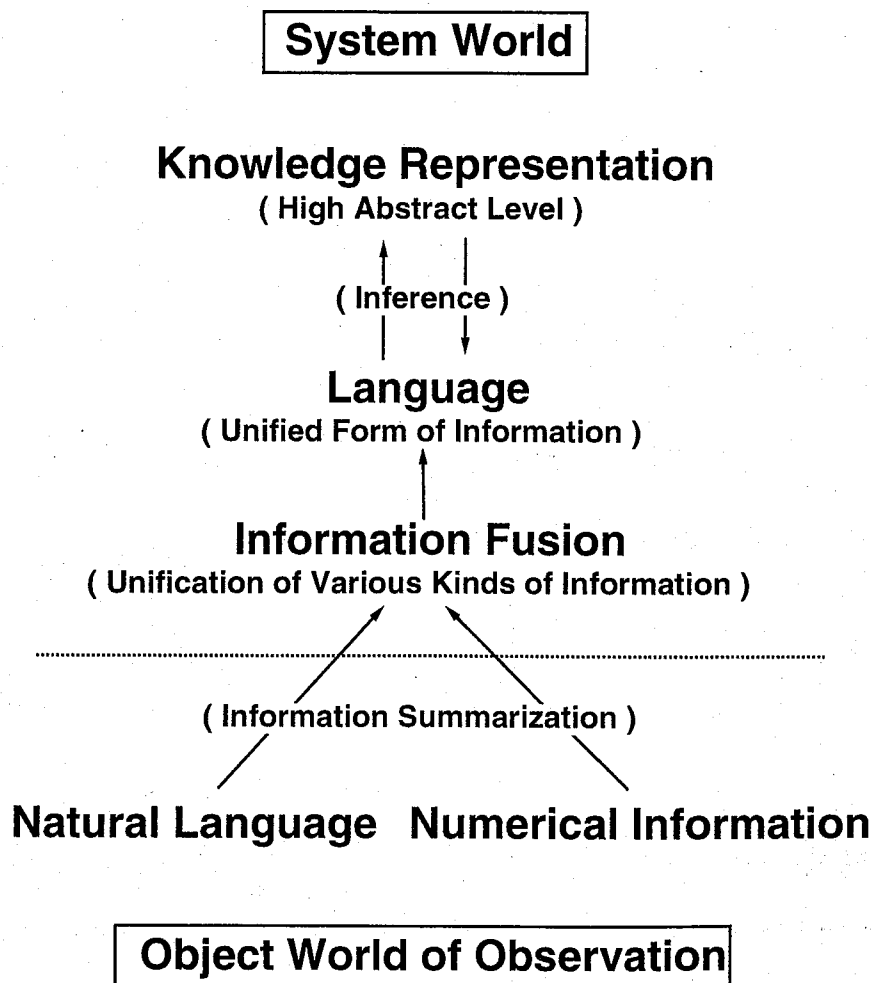 System World
Knowledge Representation
( High Abstract Level )
( Inference )
Language
( Unified Form of Information )
Information Fusion
( Unification of Various Kinds of Information )
( Information Summarization )
Natural Language Numerical Information
Object World of Observation